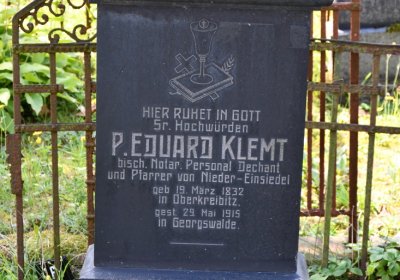 HIER RUHET IN GOTT
Sr. Hochwürden
P. EDUARD KLEMT
bisch. Notar, Personal Dechant
und Pfarrer von Nieder-Einsiedel
geb 19. März 1832
in Oberkreibitz,
gest. 29. Mai 1915
in Georgswalde.